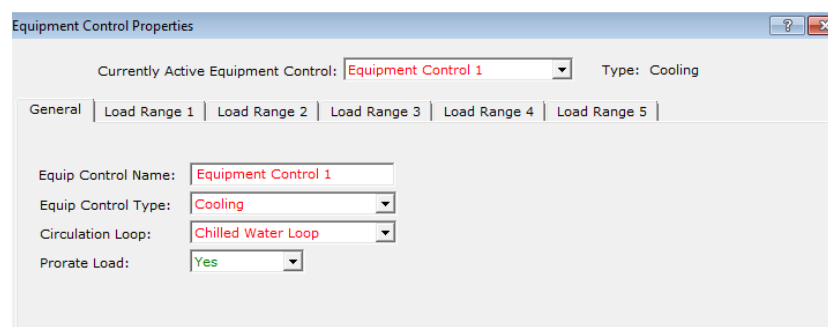 Equipment Control Properties
Currently Active Equipment Control: Equipment Control 1 Type: Cooling
General Load Range 1 Load Range 2 Load Range 3 Load Range 4 Load Range 5
Equip Control Name: Equipment Control 1
Equip Control Type: Cooling
Circulation Loop: Chilled Water Loop
Prorate Load: Yes